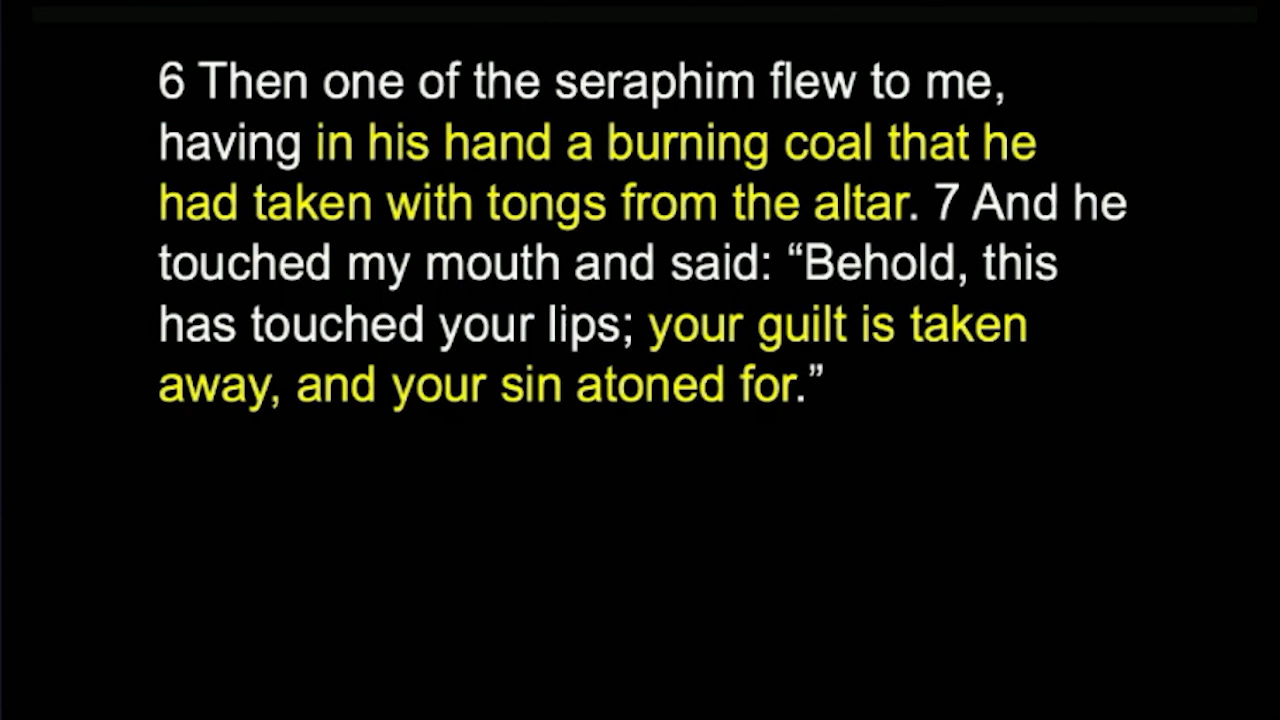 6 Then one of the seraphim flew to me,
having in his hand a burning coal that he
had taken with tongs from the altar. 7 And he
touched my mouth and said: “Behold, this
has touched your lips; your guilt is taken
away, and your sin atoned for.”